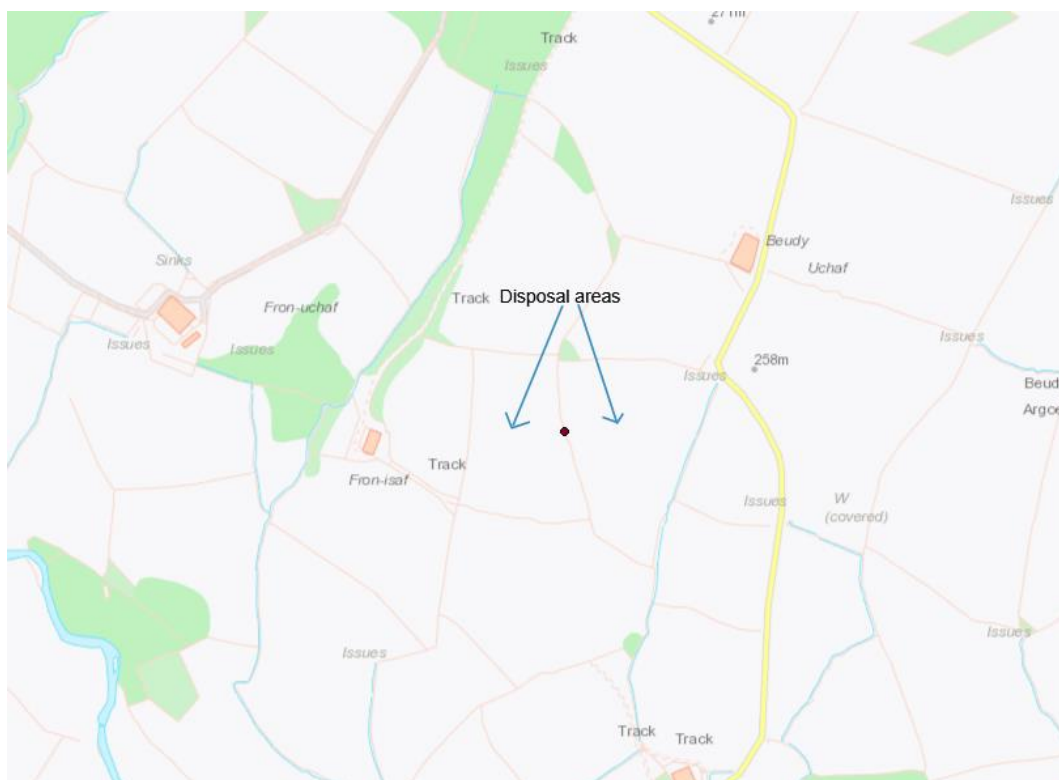 271m
Track
Issues
Issues
Beudy
Sinks
Uchaf
Track
Disposal areas
Fron-uchaf
Issues
Issues
Issues
258m
Issues
Beud
Argoe
Track
Fron-isaf
Issues
W
(covered)
Issues
Issues
Track
Track